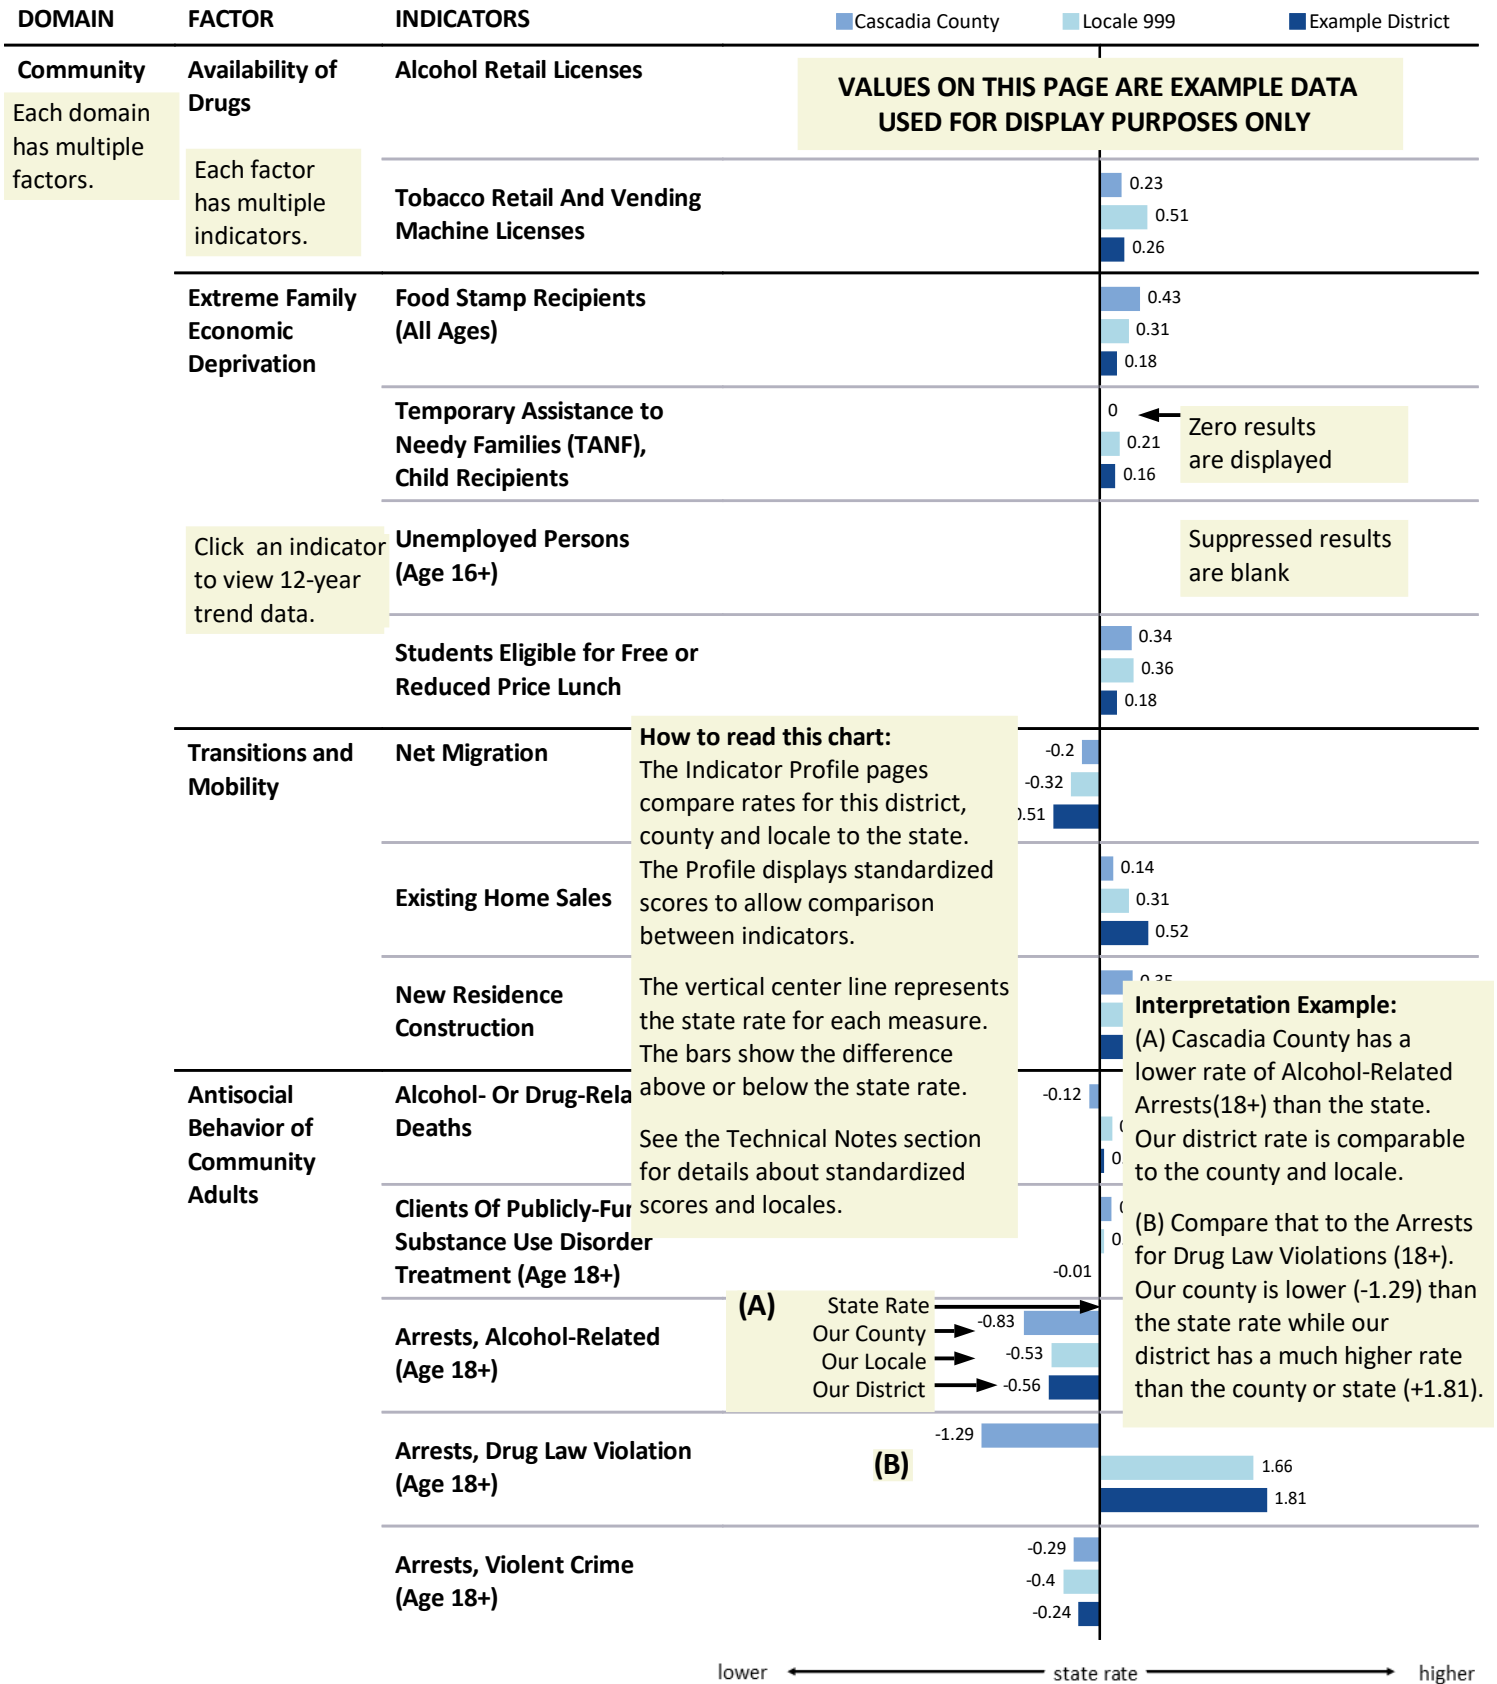 DOMAIN FACTOR INDICATORS Cascadia County Locale 999 Example District
Community
Each domain
has multiple
factors.
Availability of
Drugs
Each factor
has multiple
indicators.
Alcohol Retail Licenses
VALUES ON THIS PAGE ARE EXAMPLE DATA
USED FOR DISPLAY PURPOSES ONLY
Tobacco Retail And Vending
Machine Licenses
0.23
0.51
0.26
Extreme Family
Economic
Deprivation
Food Stamp Recipients
(All Ages)
0.43
0.31
0.18
Temporary Assistance to
Needy Families (TANF),
Child Recipients
0
0.21
0.16
Zero results
are displayed
Click an indicator
to view 12-year
trend data.
Unemployed Persons
(Age 16+)
Suppressed results
are blank
Students Eligible for Free or
Reduced Price Lunch
0.34
0.36
0.18
Transitions and
Mobility
Net Migration
-0.2
-0.32
.51
How to read this chart:
The Indicator Profile pages
compare rates for this district,
county and locale to the state.
The Profile displays standardized
scores to allow comparison
between indicators.
The vertical center line represents
the state rate for each measure.
The bars show the difference
above or below the state rate.
See the Technical Notes section
for details about standardized
scores and locales.
Existing Home Sales
0.14
0.31
0.52
New Residence
Construction
Interpretation Example:
(A) Cascadia County has a
lower rate of Alcohol-Related
Arrests(18+) than the state.
Our district rate is comparable
to the county and locale.
(B) Compare that to the Arrests
for Drug Law Violations (18+).
Our county is lower (-1.29) than
the state rate while our
district has a much higher rate
than the county or state (+1.81).
Antisocial
Behavior of
Community
Adults
Alcohol- Or Drug-Rela
Deaths
-0.12
Clients Of Publicly-Fu
Substance Use Disorder
Treatment (Age 18+)
-0.01
Arrests, Alcohol-Related
(Age 18+)
(A) State Rate
Our County -0.83
Our Locale -0.53
Our District -0.56
Arrests, Drug Law Violation
(Age 18+)
(B)
-1.29
1.66
1.81
Arrests, Violent Crime
(Age 18+)
-0.29
-0.4
-0.24
lower state rate higher